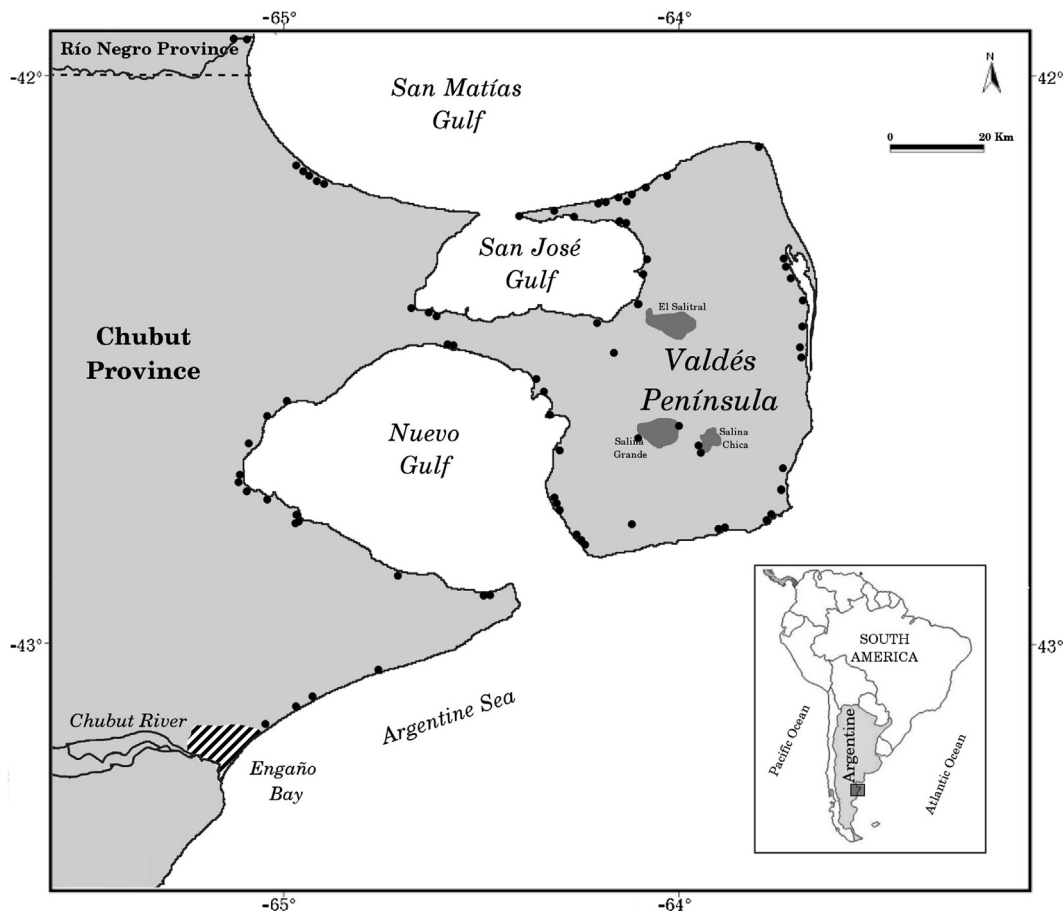 -65°
-64°
Río Negro Province
-42°
-42°
San Matías
Gulf
N
0
20 Km
San José
Gulf
El Salitral
Chubut
Province
Valdés
Península
Nuevo
Gulf
Salina
Grande
Salina
Chica
-43°
-43°
Chubut River
Argentine Sea
Engaño
Bay
SOUTH
AMERICA
Pacific Ocean
Argentine
Atlantic Ocean
-65°
-64°